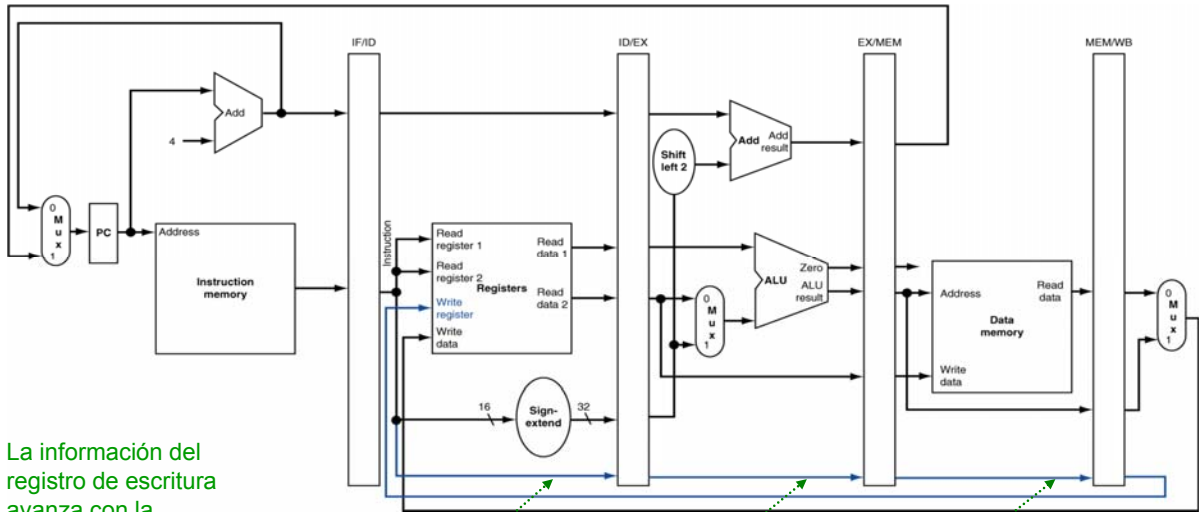 IF/ID
ID/EX
EX/MEM
MEM/WB
Add
4
Add
Add
result
Shift
left 2
0
M
u
x
1
PC
Address
Instruction
memory
Instruction
Read
register 1
Read
register 2
Write
register
Write
data
Registers
Read
data 1
Read
data 2
0
M
u
x
1
ALU
Zero
ALU
result
Address
Write
data
Data
memory
Read
data
0
M
u
x
1
16
Sign-
extend
32
La información del
registro de escritura
avanza con la